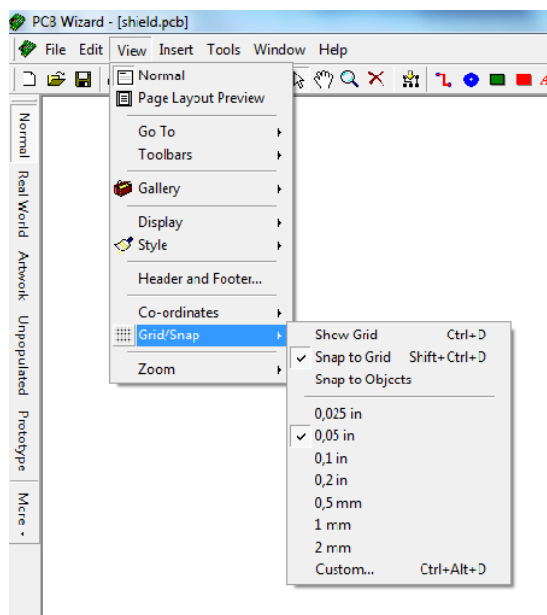 PCB Wizard - [shield.pcb]
File Edit View Insert Tools Window Help
Normal
Page Layout Preview
Go To
Toolbars
Gallery
Display
Style
Header and Footer...
Co-ordinates
Grid/Snap
Zoom
Show Grid Ctrl+D
Snap to Grid Shift+Ctrl+D
Snap to Objects
0,025 in
0,05 in
0,1 in
0,2 in
0,5 mm
1 mm
2 mm
Custom... Ctrl+Alt+D
Normal
Real World
Artwork
Unpopulated
Prototype
More